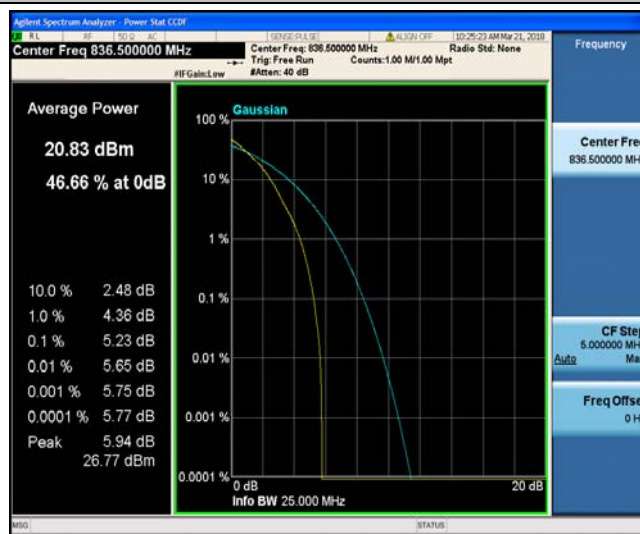 Agilent Spectrum Analyzer - Power Stat CCDF
RL RF 50 Ω AC SENSE:PULSE ALIGN OFF 10:25:23 AM Mar 21, 2018
Center Freq 836.500000 MHz
Center Freq: 836.500000 MHz Radio Std: None
Trig: Free Run Counts:1.00 M/1.00 Mpt
#IFGain:Low #Atten: 40 dB
Frequency
Average Power
20.83 dBm
46.66 % at 0dB
10.0 % 2.48 dB
1.0 % 4.36 dB
0.1 % 5.23 dB
0.01 % 5.65 dB
0.001 % 5.75 dB
0.0001 % 5.77 dB
Peak 5.94 dB
26.77 dBm
Gaussian
100 %
10 %
1 %
0.1 %
0.01 %
0.001 %
0.0001 %
0 dB 20 dB
Info BW 25.000 MHz
Center Fre
836.500000 MH
CF Step
5.000000 MH
Auto Ma
Freq Offse
0 H
MSG STATUS